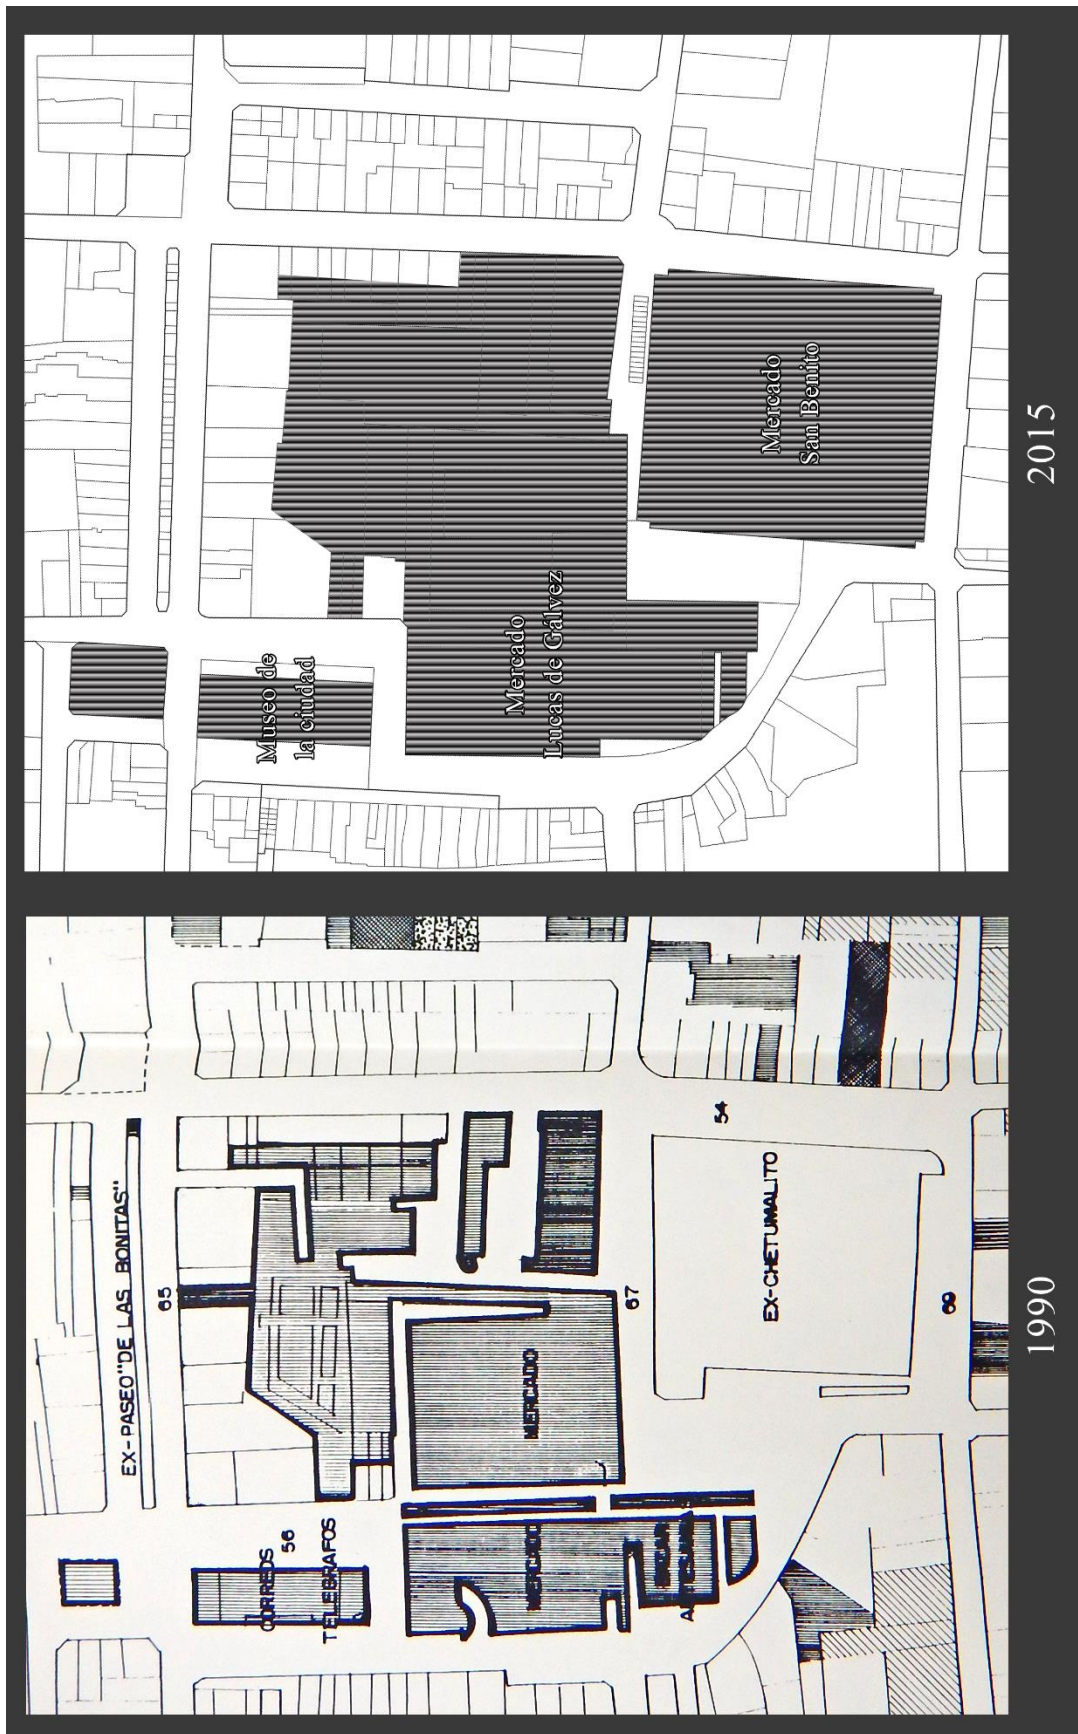 EX-PASEO"DE LAS BONITAS"
65
CORREOS
56
TELEGRAFOS
MERCADO
MERCADO
67
54
EX-CHETUMALITO
69
1990
Museo de
la ciudad
Mercado
Lucas de Gálvez
Mercado
San Benito
2015